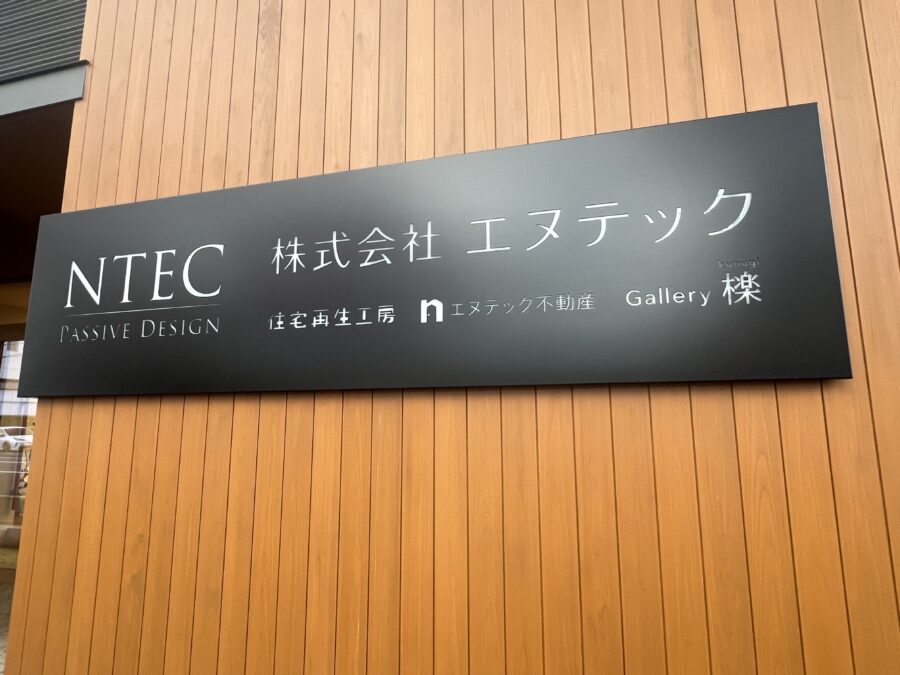 NTEC
PASSIVE DESIGN
株式会社 エヌテック
住宅再生工房
n エヌテック不動産
kunugi
Gallery 櫟